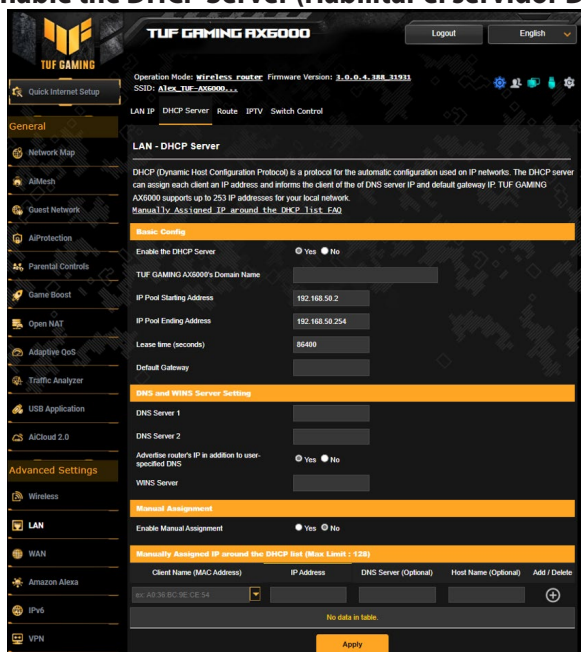 TUF GAMING AX6000
Logout
English
TUF GAMING
Quick Internet Setup
General
Network Map
AiMesh
Guest Network
AiProtection
Parental Controls
Game Boost
Open NAT
Adaptive QoS
Traffic Analyzer
USB Application
AiCloud 2.0
Advanced Settings
Wireless
LAN
WAN
Amazon Alexa
IPv6
VPN
Operation Mode: Wireless router Firmware Version: 3.0.0.4.388_31931
SSID: Alex_TUF-AX6000...
LAN IP DHCP Server Route IPTV Switch Control
LAN - DHCP Server
DHCP (Dynamic Host Configuration Protocol) is a protocol for the automatic configuration used on IP networks. The DHCP server
can assign each client an IP address and informs the client of the of DNS server IP and default gateway IP. TUF GAMING
AX6000 supports up to 253 IP addresses for your local network.
Manually Assigned IP around the DHCP list FAQ
Basic Config
Enable the DHCP Server Yes No
TUF GAMING AX6000's Domain Name
IP Pool Starting Address 192.168.50.2
IP Pool Ending Address 192.168.50.254
Lease time (seconds) 86400
Default Gateway
DNS and WINS Server Setting
DNS Server 1
DNS Server 2
Advertise router's IP in addition to user-
specified DNS Yes No
WINS Server
Manual Assignment
Enable Manual Assignment Yes No
Manually Assigned IP around the DHCP list (Max Limit : 128)
Client Name (MAC Address) IP Address DNS Server (Optional) Host Name (Optional) Add / Delete
ex: A0:36:BC:9E:CE:54
No data in table.
Apply